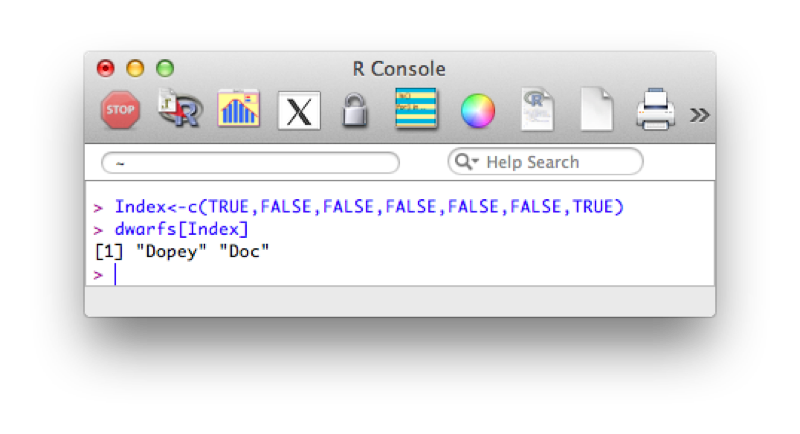 R Console
STOP
X
»
~
Help Search
> Index<-c(TRUE,FALSE,FALSE,FALSE,FALSE,FALSE,TRUE)
> dwarfs[Index]
[1] "Dopey" "Doc"
>